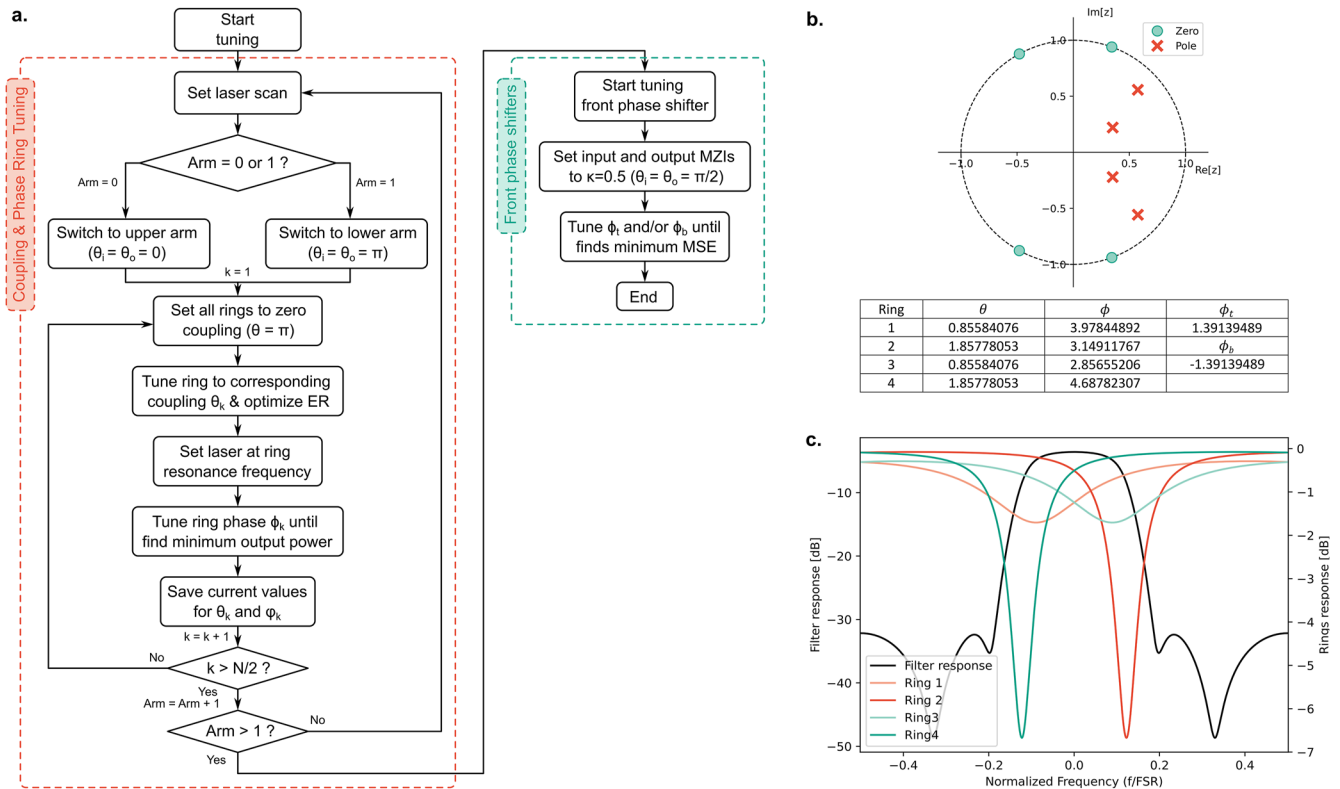 a.
Start
tuning
Coupling & Phase Ring Tuning
Set laser scan
Arm = 0 or 1 ?
Arm = 0
Arm = 1
Switch to upper arm
(θi = θo = 0)
Switch to lower arm
(θi = θo = π)
k = 1
Set all rings to zero
coupling (θ = π)
Tune ring to corresponding
coupling θk & optimize ER
Set laser at ring
resonance frequency
Tune ring phase ϕk until
find minimum output power
Save current values
for θk and φk
k = k + 1
No
k > N/2 ?
Yes
Arm = Arm + 1
Arm > 1 ?
No
Yes
Front phase shifters
Start tuning
front phase shifter
Set input and output MZIs
to κ=0.5 (θi = θo = π/2)
Tune ϕt and/or ϕb until
finds minimum MSE
End
b.
Im[z]
Zero
Pole
1.0
0.5
−1.0 −0.5 0.5 1.0
Re[z]
−0.5
−1.0
Ring θ ϕ ϕt
1 0.85584076 3.97844892 1.39139489
2 1.85778053 3.14911767 ϕb
3 0.85584076 2.85655206 -1.39139489
4 1.85778053 4.68782307
c.
Filter response [dB]
−10
−20
−30
−40
−50
0
−1
−2
−3
−4
−5
−6
−7
Rings response [dB]
Filter response
Ring 1
Ring 2
Ring3
Ring4
−0.4 −0.2 0.0 0.2 0.4
Normalized Frequency (f/FSR)